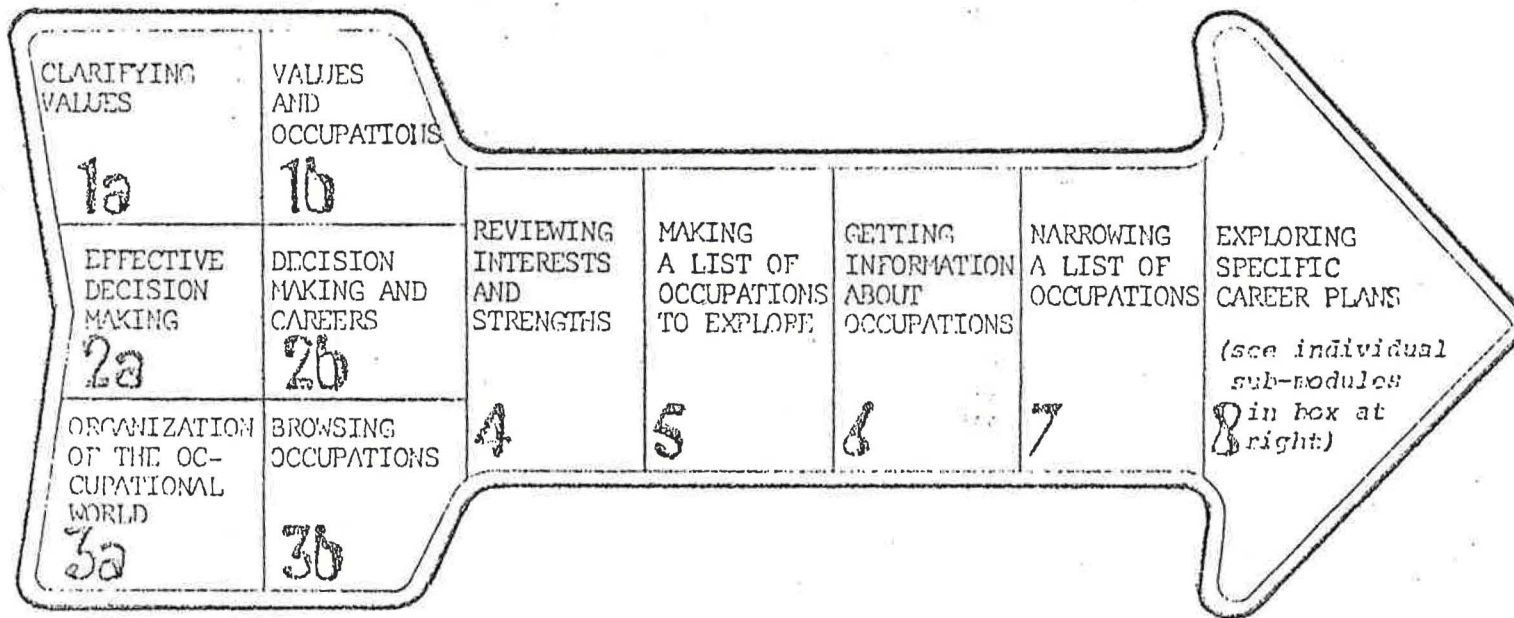 CLARIFYING
VALUES
1a
VALUES
AND
OCCUPATIONS
1b
EFFECTIVE
DECISION
MAKING
2a
DECISION
MAKING AND
CAREERS
2b
ORGANIZATION
OF THE OC-
CUPATIONAL
WORLD
3a
BROWSING
OCCUPATIONS
3b
REVIEWING
INTERESTS
AND
STRENGTHS
4
MAKING
A LIST OF
OCCUPATIONS
TO EXPLORE
5
GETTING
INFORMATION
ABOUT
OCCUPATIONS
6
NARROWING
A LIST OF
OCCUPATIONS
7
EXPLORING
SPECIFIC
CAREER PLANS
(see individual
sub-modules
in box at
right)
8